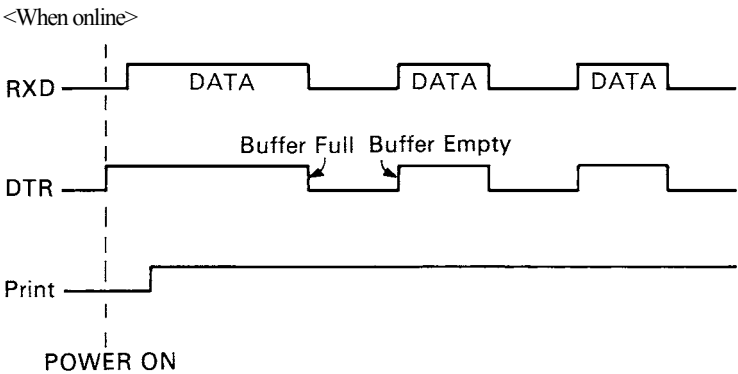 <When online>
RXD DATA DATA DATA
Buffer Full Buffer Empty
DTR
Print
POWER ON